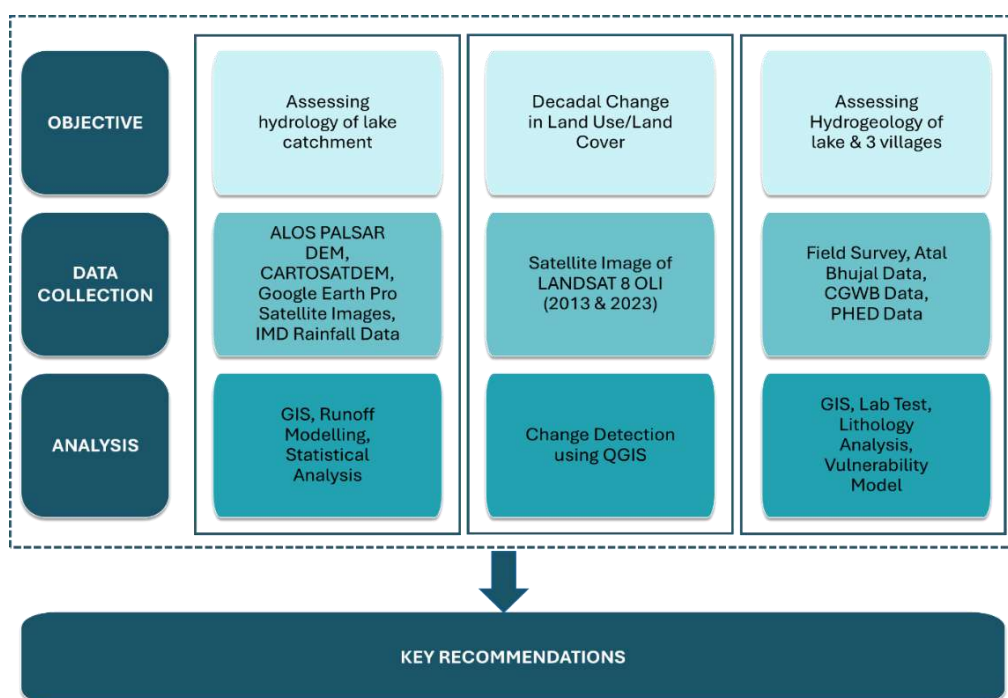 OBJECTIVE
Assessing
hydrology of lake
catchment
Decadal Change
in Land Use/Land
Cover
Assessing
Hydrogeology of
lake & 3 villages
DATA
COLLECTION
ALOS PALSAR
DEM,
CARTOSATDEM,
Google Earth Pro
Satellite Images,
IMD Rainfall Data
Satellite Image of
LANDSAT 8 OLI
(2013 & 2023)
Field Survey, Atal
Bhujal Data,
CGWB Data,
PHED Data
ANALYSIS
GIS, Runoff
Modelling,
Statistical
Analysis
Change Detection
using QGIS
GIS, Lab Test,
Lithology
Analysis,
Vulnerability
Model
KEY RECOMMENDATIONS